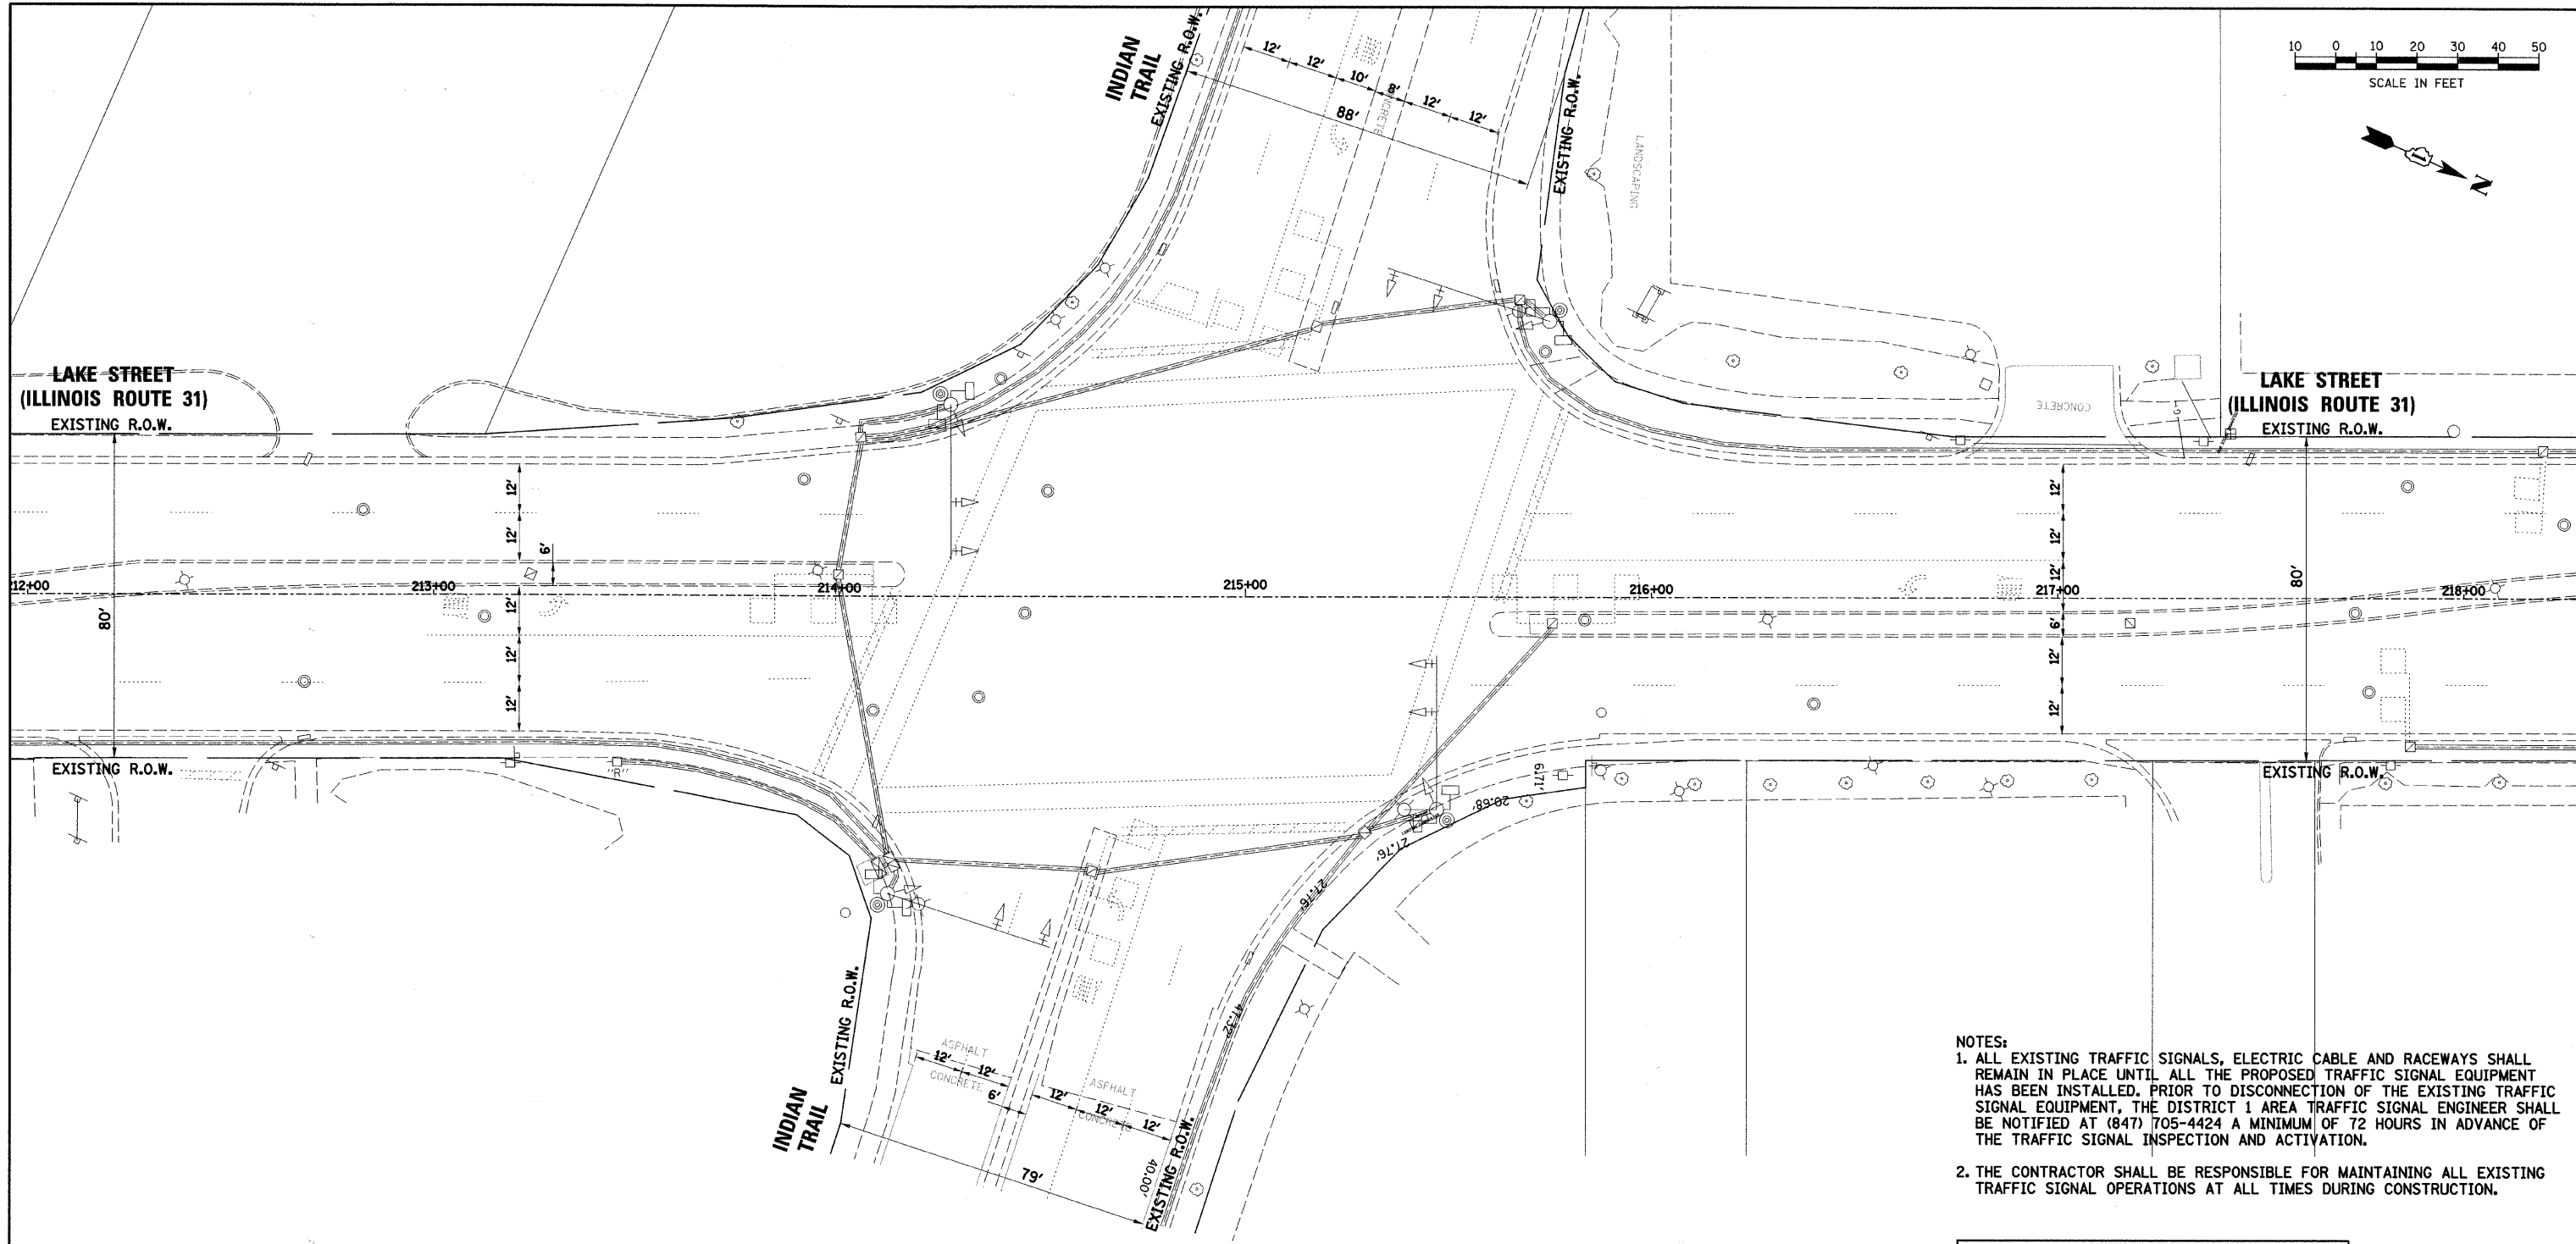 INDIAN
TRAIL
EXISTING R.O.W.
EXISTING R.O.W.
12'
12'
10'
8'
12'
12'
88'
CONCRETE
EXISTING R.O.W.
LANDSCAPING
10 0 10 20 30 40 50
SCALE IN FEET
N
LAKE STREET
(ILLINOIS ROUTE 31)
EXISTING R.O.W.
LAKE STREET
(ILLINOIS ROUTE 31)
EXISTING R.O.W.
CONCRETE
12'
12'
6'
12'
12'
12'
80'
12'
12'
12'
6'
12'
12'
80'
212+00
213+00
214+00
215+00
216+00
217+00
218+00
EXISTING R.O.W.
"R"
EXISTING R.O.W.
6171'
20.68'
27.76'
27.76'
47.32'
40.00'
EXISTING R.O.W.
INDIAN
TRAIL
ASPHALT
12'
12'
CONCRETE
6'
ASPHALT
12'
12'
CONCRETE
12'
79'
EXISTING R.O.W.
NOTES:
1. ALL EXISTING TRAFFIC SIGNALS, ELECTRIC CABLE AND RACEWAYS SHALL
REMAIN IN PLACE UNTIL ALL THE PROPOSED TRAFFIC SIGNAL EQUIPMENT
HAS BEEN INSTALLED. PRIOR TO DISCONNECTION OF THE EXISTING TRAFFIC
SIGNAL EQUIPMENT, THE DISTRICT 1 AREA TRAFFIC SIGNAL ENGINEER SHALL
BE NOTIFIED AT (847) 705-4424 A MINIMUM OF 72 HOURS IN ADVANCE OF
THE TRAFFIC SIGNAL INSPECTION AND ACTIVATION.
2. THE CONTRACTOR SHALL BE RESPONSIBLE FOR MAINTAINING ALL EXISTING
TRAFFIC SIGNAL OPERATIONS AT ALL TIMES DURING CONSTRUCTION.